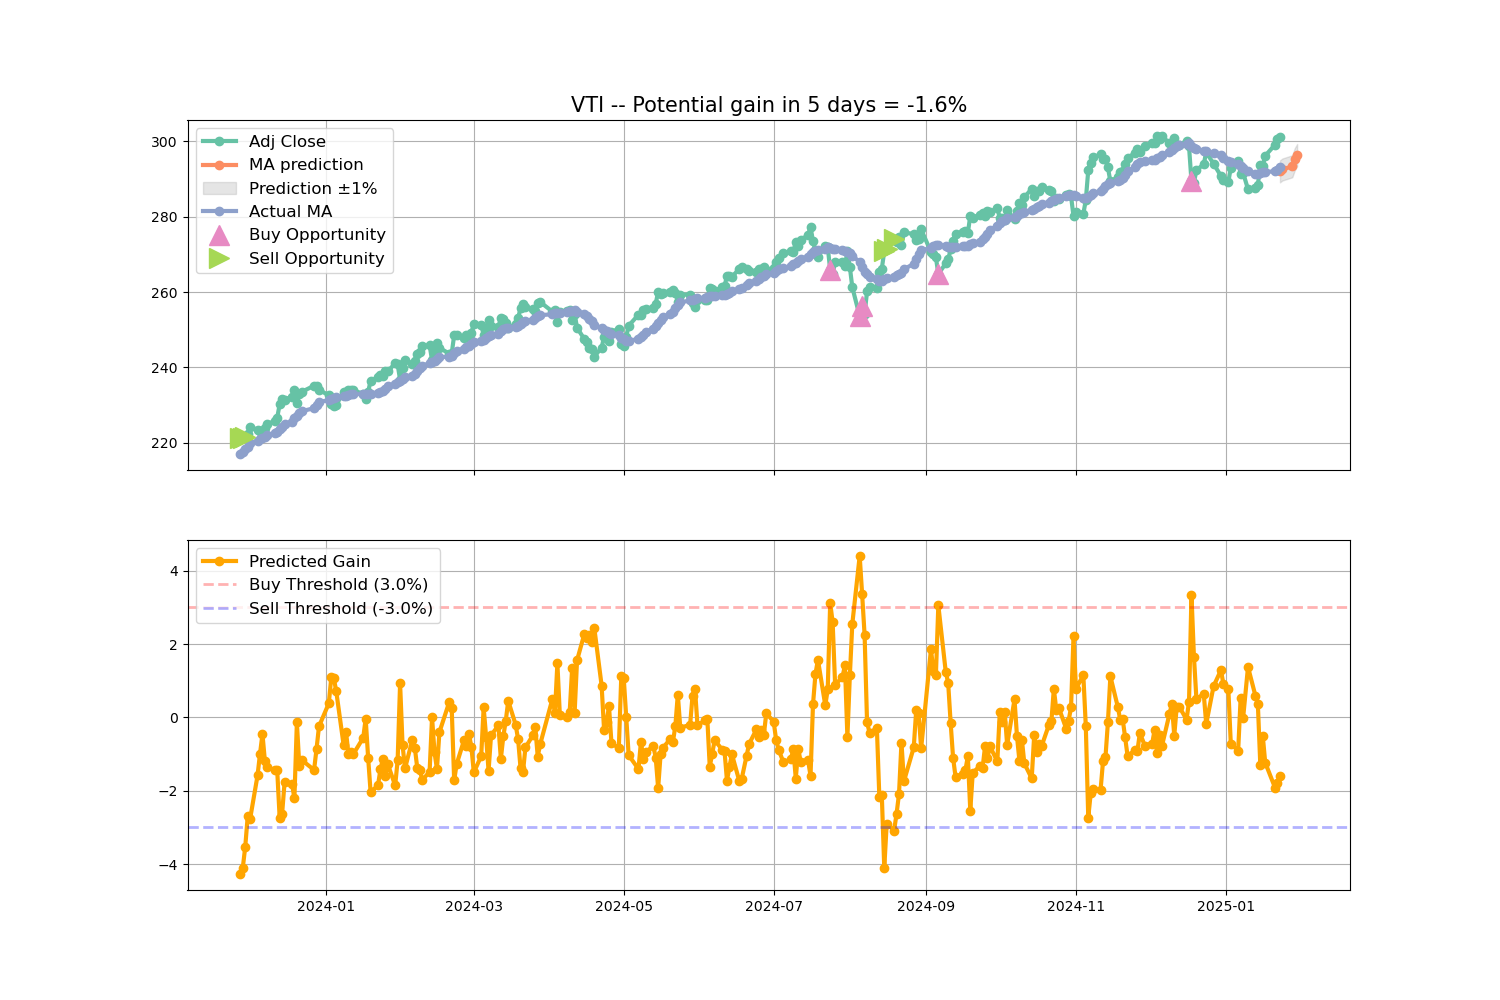 VTI -- Potential gain in 5 days = -1.6%
300
280
260
240
220
Adj Close
MA prediction
Prediction ±1%
Actual MA
Buy Opportunity
Sell Opportunity
4
2
0
−2
−4
Predicted Gain
Buy Threshold (3.0%)
Sell Threshold (-3.0%)
2024-01 2024-03 2024-05 2024-07 2024-09 2024-11 2025-01